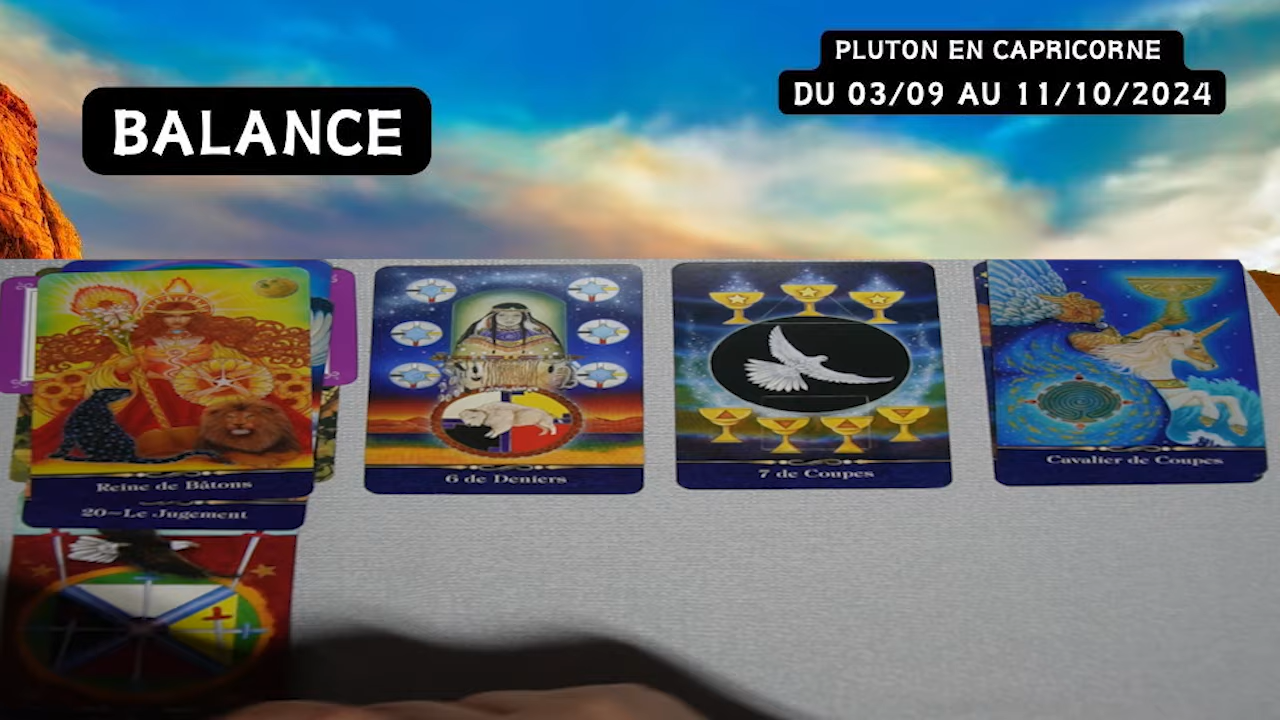 PLUTON EN CAPRICORNE
DU 03/09 AU 11/10/2024
BALANCE
Reine de Bâtons
20~Le Jugement
6 de Deniers
7 de Coupes
Cavalier de Coupes